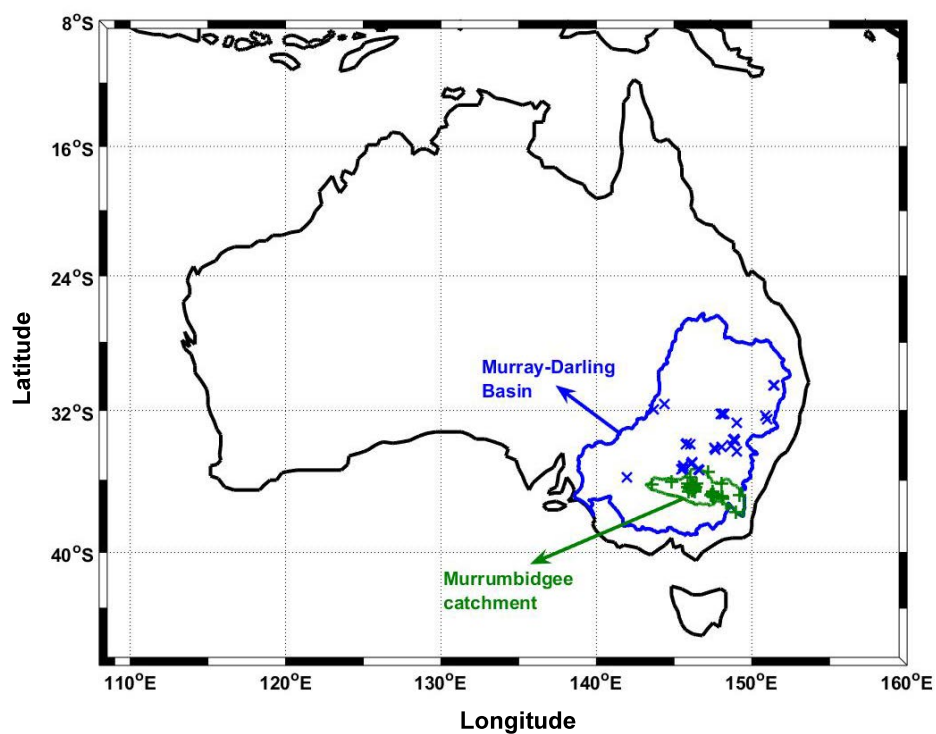 8°S
16°S
24°S
32°S
40°S
Latitude
Murray-Darling
Basin
Murrumbidgee
catchment
110°E
120°E
130°E
140°E
150°E
160°E
Longitude